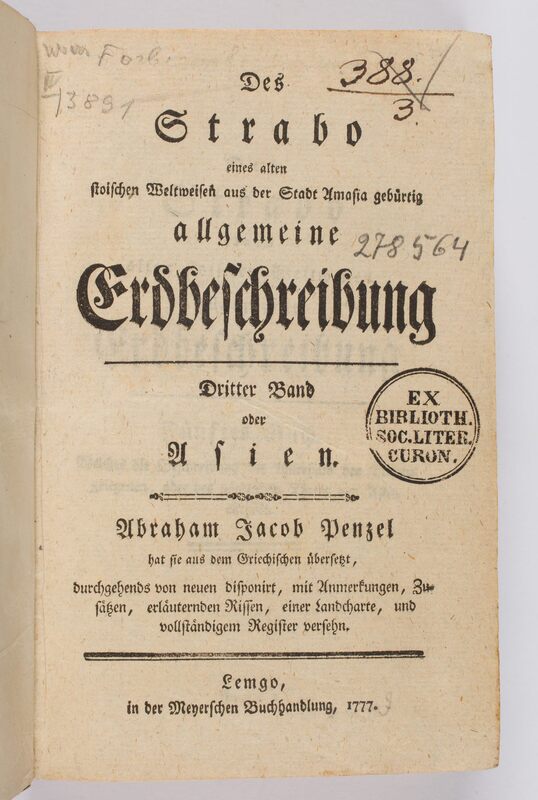 388.
3
13891
Des
Strabo
eines alten
stoischen Weltweisen aus der Stadt Amasia gebürtig
allgemeine
278564
Erdbeschreibung
Dritter Band
oder
Asien.
EX
BIBLIOTH.
SOC.LITER.
CURON.
Abraham Jacob Penzel
hat sie aus dem Griechischen übersetzt,
durchgehends von neuen disponirt, mit Anmerkungen, Zu-
sätzen, erläuternden Rissen, einer Landcharte, und
vollständigem Register versehn.
Lemgo,
in der Meyerschen Buchhandlung, 1777.